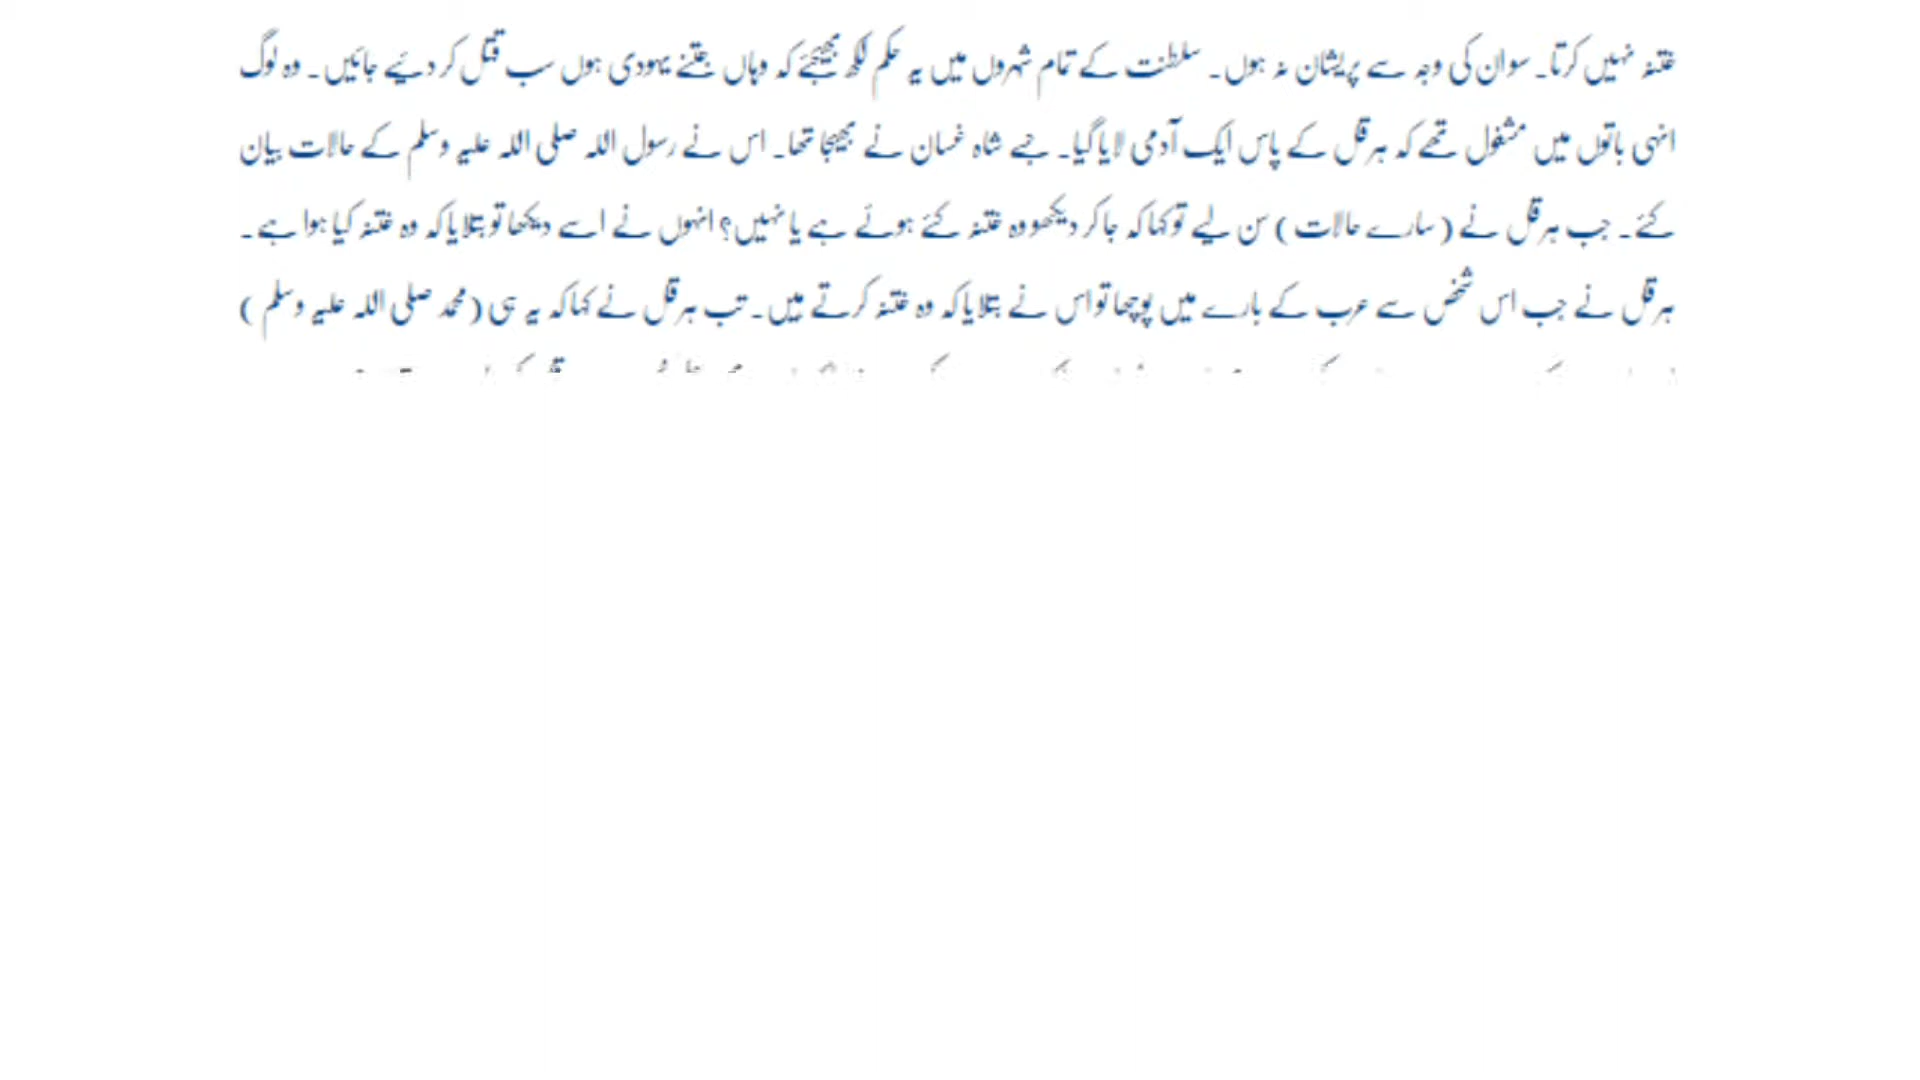 ختنہ نہیں کرتا۔ سو ان کی وجہ سے پریشان نہ ہوں۔ سلطنت کے تمام شہروں میں یہ حکم لکھ بھیجئے کہ وہاں جتنے یہودی ہوں سب قتل کر دئیے جائیں۔ وہ لوگ
انہی باتوں میں مشغول تھے کہ ہرقل کے پاس ایک آدمی لایا گیا۔ جے شاہ غسان نے بھیجا تھا۔ اس نے رسول اللہ صلی اللہ علیہ وسلم کے حالات بیان
کئے۔ جب ہرقل نے ( سارے حالات ) سن لیے تو کہا کہ جا کر دیکھو وہ ختنہ کئے ہوئے ہے یا نہیں؟ انہوں نے اسے دیکھا تو بتلایا کہ وہ ختنہ کیا ہوا ہے۔
ہرقل نے جب اس شخص سے عرب کے بارے میں پوچھا تو اس نے بتلایا کہ وہ ختنہ کرتے ہیں۔ تب ہرقل نے کہا کہ یہ ہی ( محمد صلی اللہ علیہ وسلم )